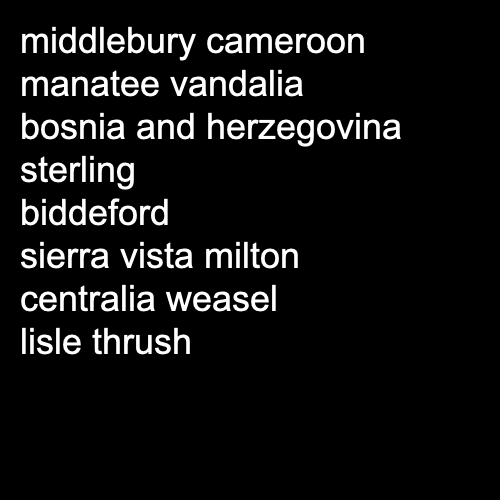 middlebury cameroon
manatee vandalia
bosnia and herzegovina
sterling
biddeford
sierra vista milton
centralia weasel
lisle thrush